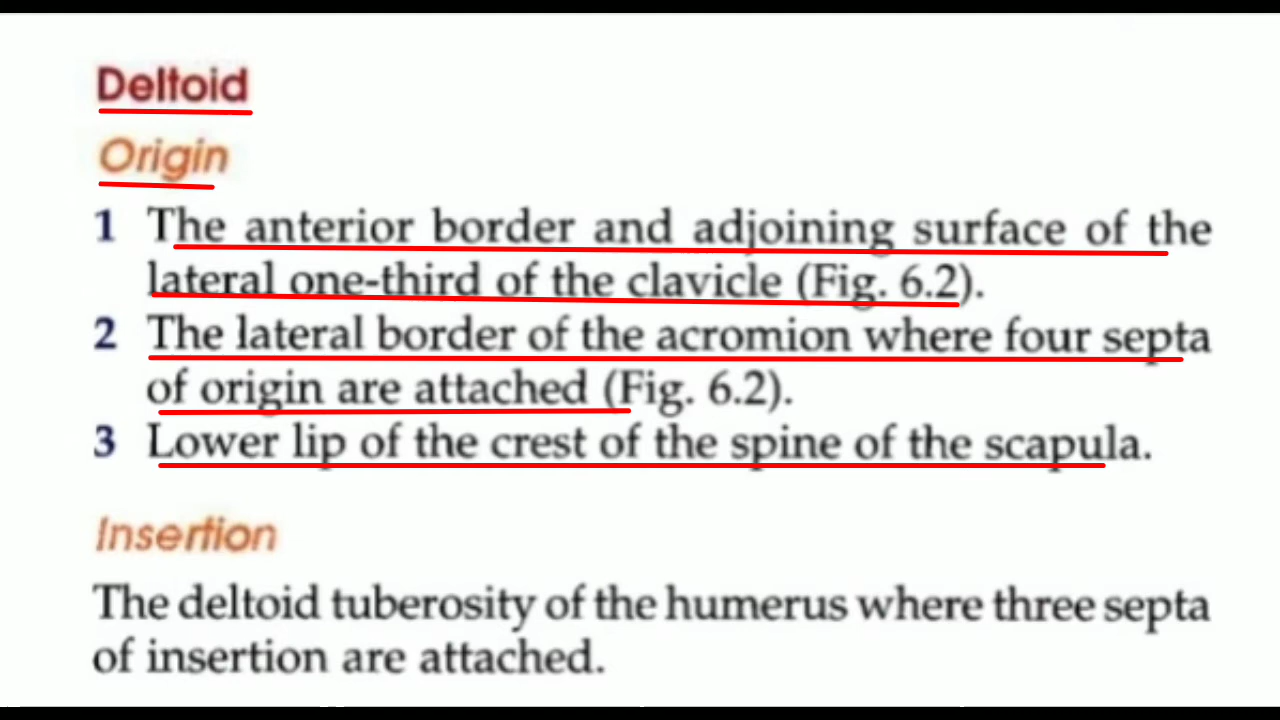 Deltoid
Origin
1 The anterior border and adjoining surface of the
lateral one-third of the clavicle (Fig. 6.2).
2 The lateral border of the acromion where four septa
of origin are attached (Fig. 6.2).
3 Lower lip of the crest of the spine of the scapula.
Insertion
The deltoid tuberosity of the humerus where three septa
of insertion are attached.